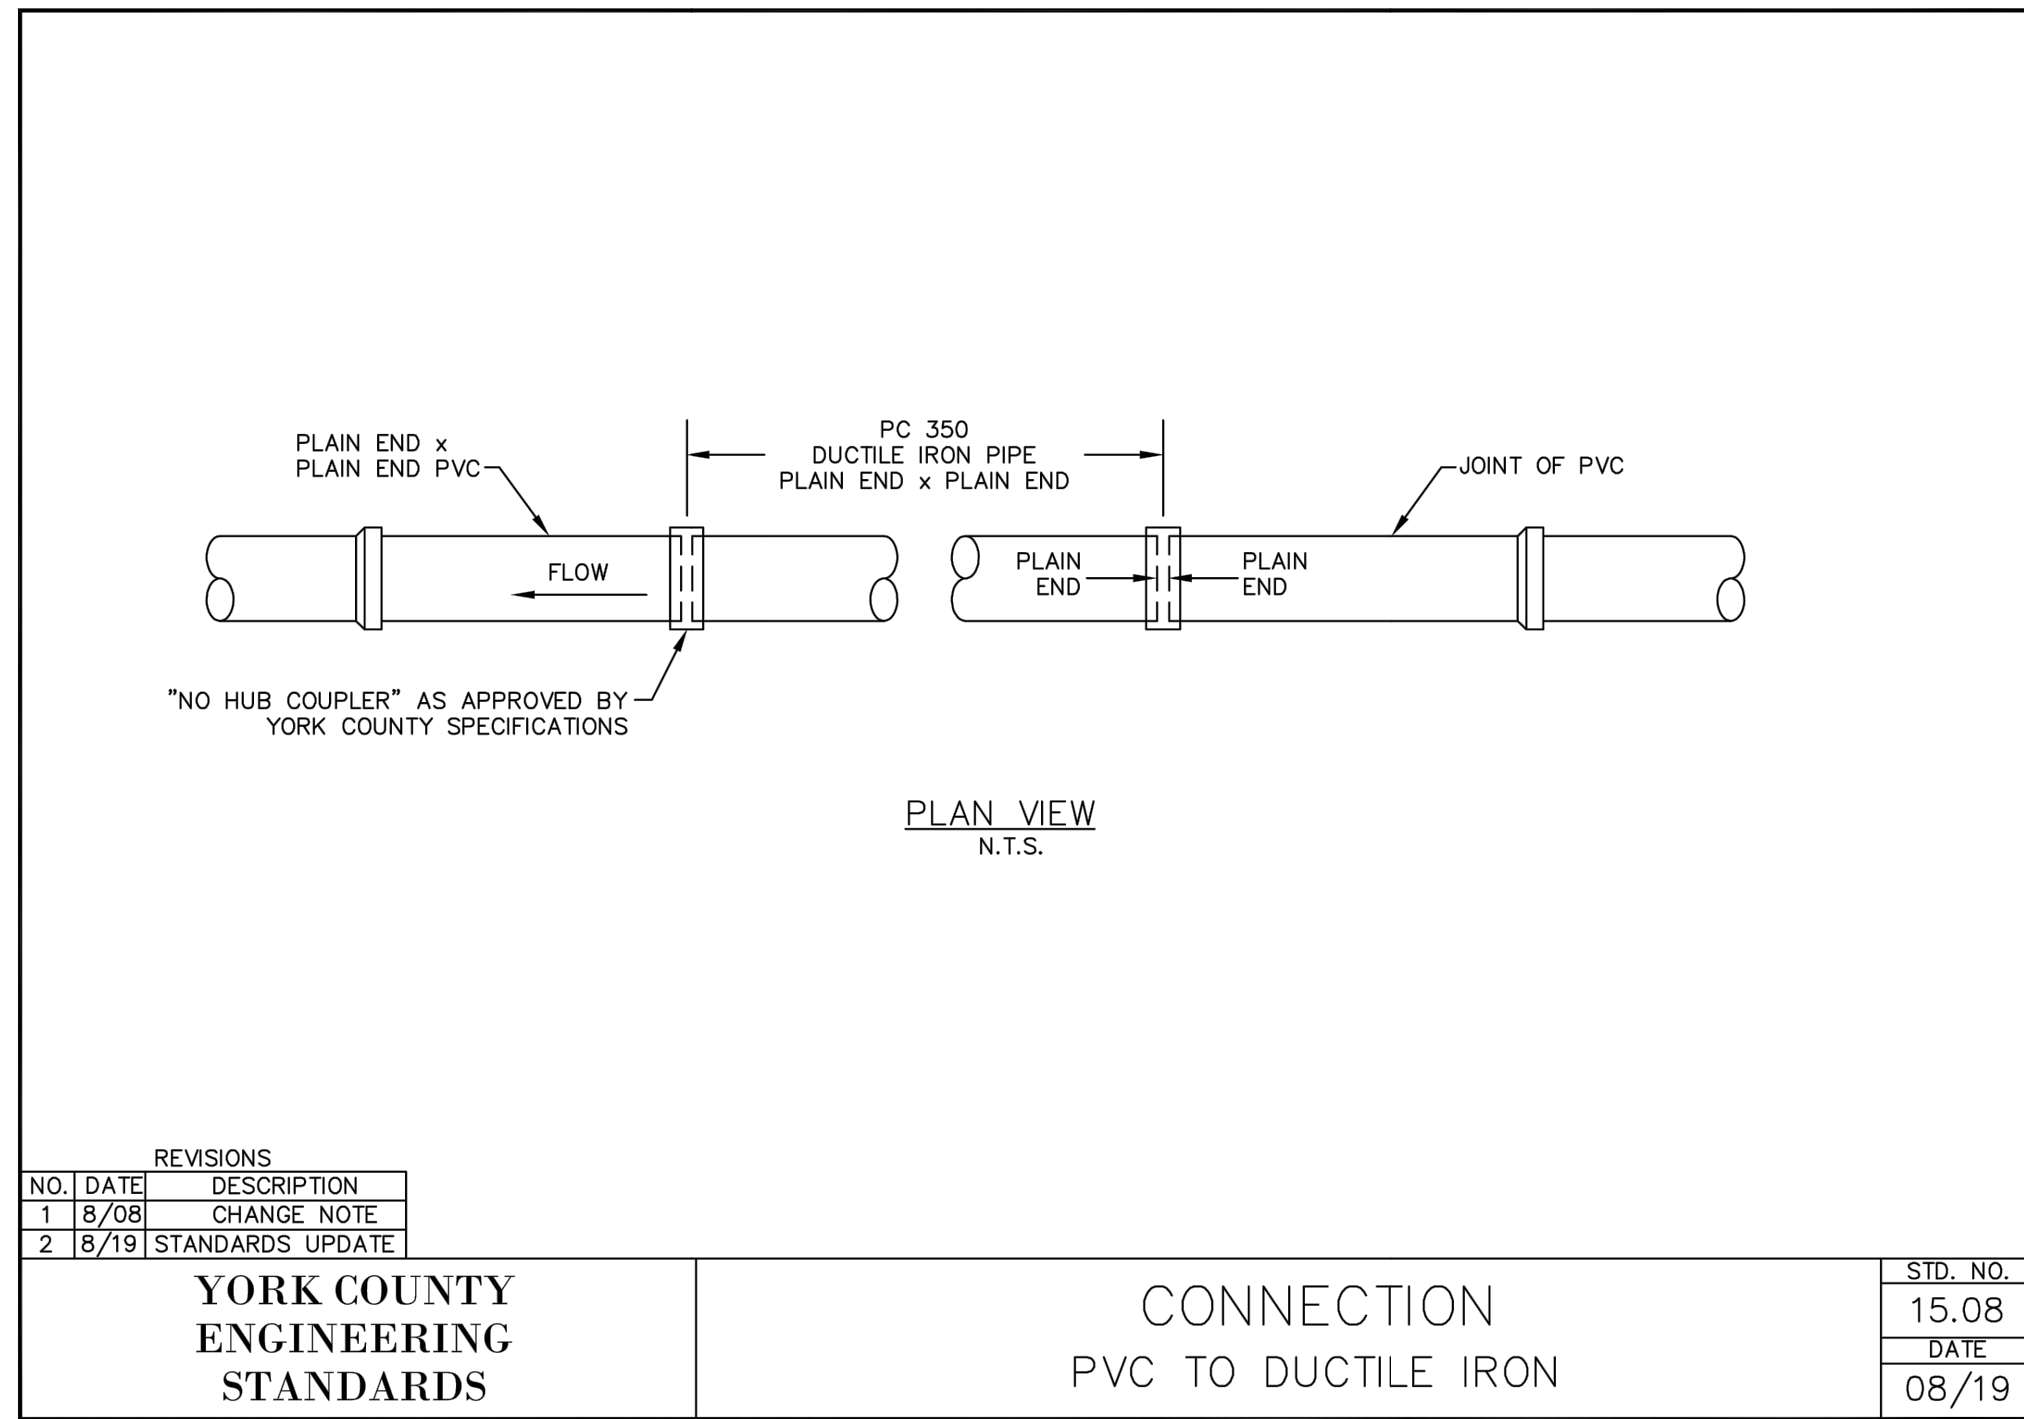 PLAIN END x
PLAIN END PVC
PC 350
DUCTILE IRON PIPE
PLAIN END x PLAIN END
JOINT OF PVC
FLOW
PLAIN
END
PLAIN
END
"NO HUB COUPLER" AS APPROVED BY
YORK COUNTY SPECIFICATIONS
PLAN VIEW
N.T.S.
REVISIONS
NO. DATE DESCRIPTION
1 8/08 CHANGE NOTE
2 8/19 STANDARDS UPDATE
YORK COUNTY
ENGINEERING
STANDARDS
CONNECTION
PVC TO DUCTILE IRON
STD. NO.
15.08
DATE
08/19